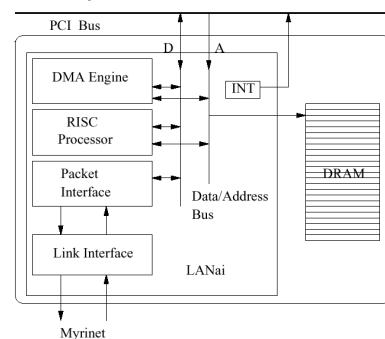 PCI Bus
D
A
DMA Engine
INT
RISC
Processor
DRAM
Packet
Interface
Data/Address
Bus
Link Interface
LANai
Myrinet